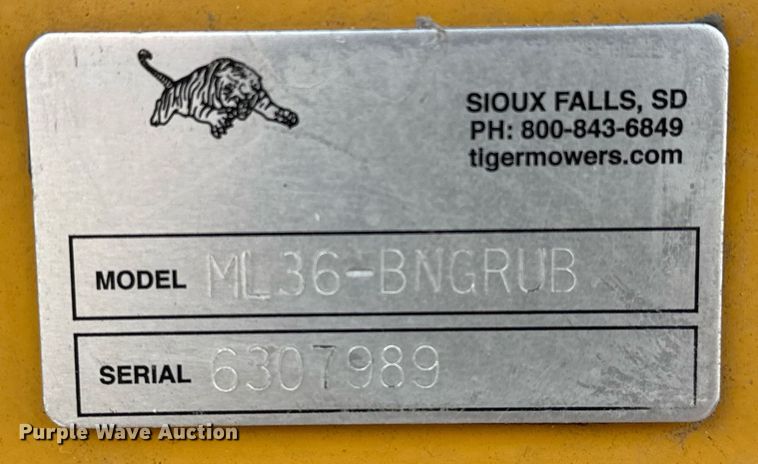 SIOUX FALLS, SD
PH: 800-843-6849
tigermowers.com
MODEL ML36-BNGRUB
SERIAL 6307989
Purple Wave Auction